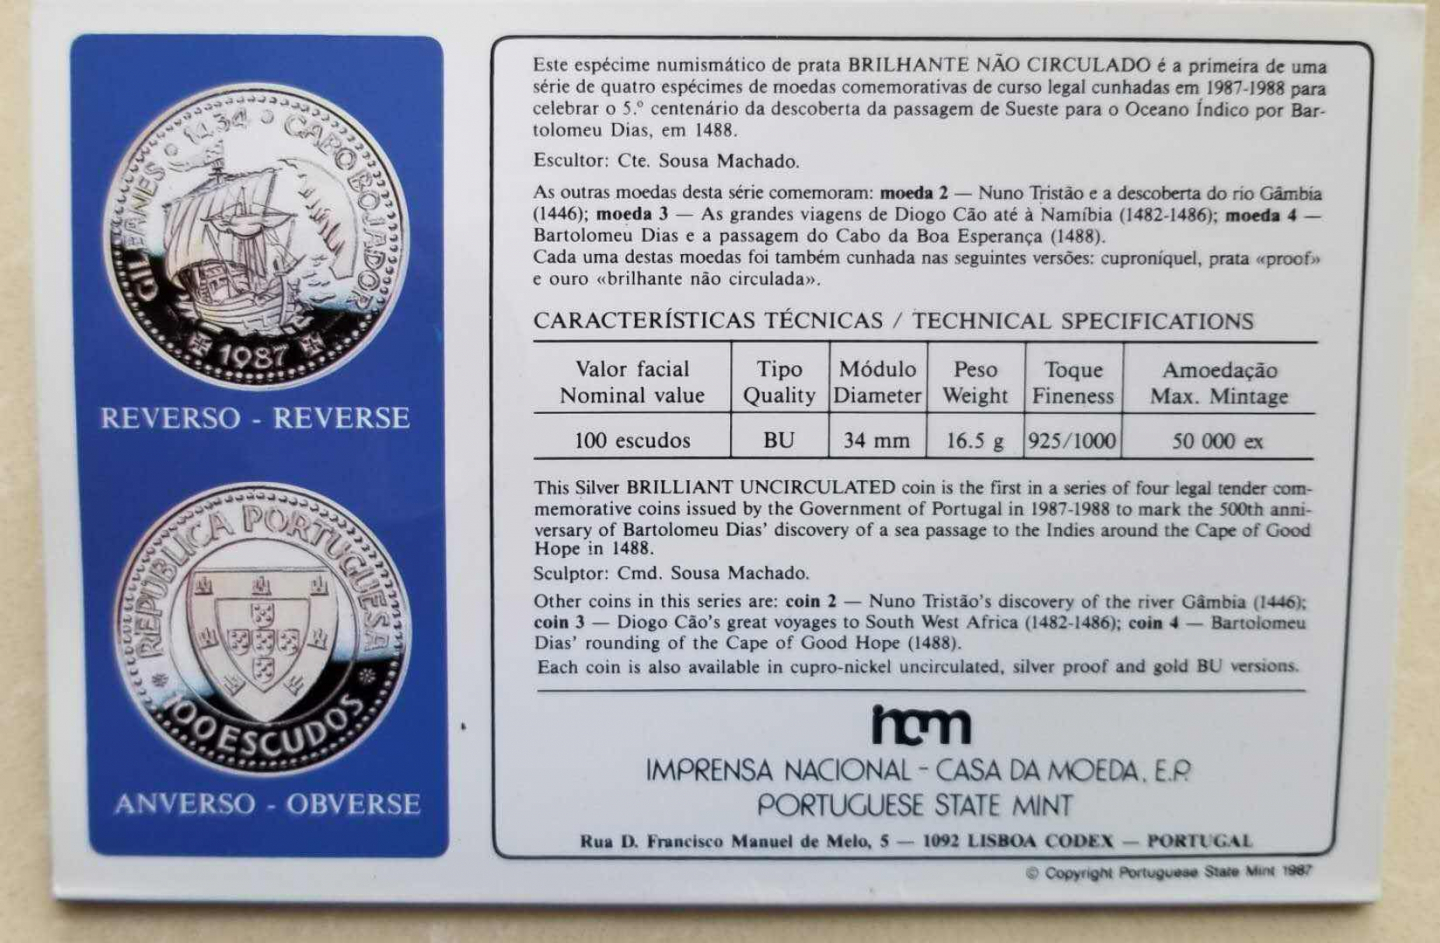 GIL EANES · 1434 · CABO BOJADOR
1987
REVERSO - REVERSE
REPÚBLICA PORTUGUESA
100 ESCUDOS
ANVERSO - OBVERSE
Este espécime numismático de prata BRILHANTE NÃO CIRCULADO é a primeira de uma
série de quatro espécimes de moedas comemorativas de curso legal cunhadas em 1987-1988 para
celebrar o 5.º centenário da descoberta da passagem de Sueste para o Oceano Índico por Bar-
tolomeu Dias, em 1488.
Escultor: Cte. Sousa Machado.
As outras moedas desta série comemoram: moeda 2 — Nuno Tristão e a descoberta do rio Gâmbia
(1446); moeda 3 — As grandes viagens de Diogo Cão até à Namíbia (1482-1486); moeda 4 —
Bartolomeu Dias e a passagem do Cabo da Boa Esperança (1488).
Cada uma destas moedas foi também cunhada nas seguintes versões: cuproníquel, prata «proof»
e ouro «brilhante não circulada».
CARACTERÍSTICAS TÉCNICAS / TECHNICAL SPECIFICATIONS
Valor facial Tipo Módulo Peso Toque Amoedação
Nominal value Quality Diameter Weight Fineness Max. Mintage
100 escudos BU 34 mm 16.5 g 925/1000 50 000 ex
This Silver BRILLIANT UNCIRCULATED coin is the first in a series of four legal tender com-
memorative coins issued by the Government of Portugal in 1987-1988 to mark the 500th anni-
versary of Bartolomeu Dias' discovery of a sea passage to the Indies around the Cape of Good
Hope in 1488.
Sculptor: Cmd. Sousa Machado.
Other coins in this series are: coin 2 — Nuno Tristão's discovery of the river Gâmbia (1446);
coin 3 — Diogo Cão's great voyages to South West Africa (1482-1486); coin 4 — Bartolomeu
Dias' rounding of the Cape of Good Hope (1488).
Each coin is also available in cupro-nickel uncirculated, silver proof and gold BU versions.
incm
IMPRENSA NACIONAL - CASA DA MOEDA, E.P.
PORTUGUESE STATE MINT
Rua D. Francisco Manuel de Melo, 5 — 1092 LISBOA CODEX — PORTUGAL
© Copyright Portuguese State Mint 1987